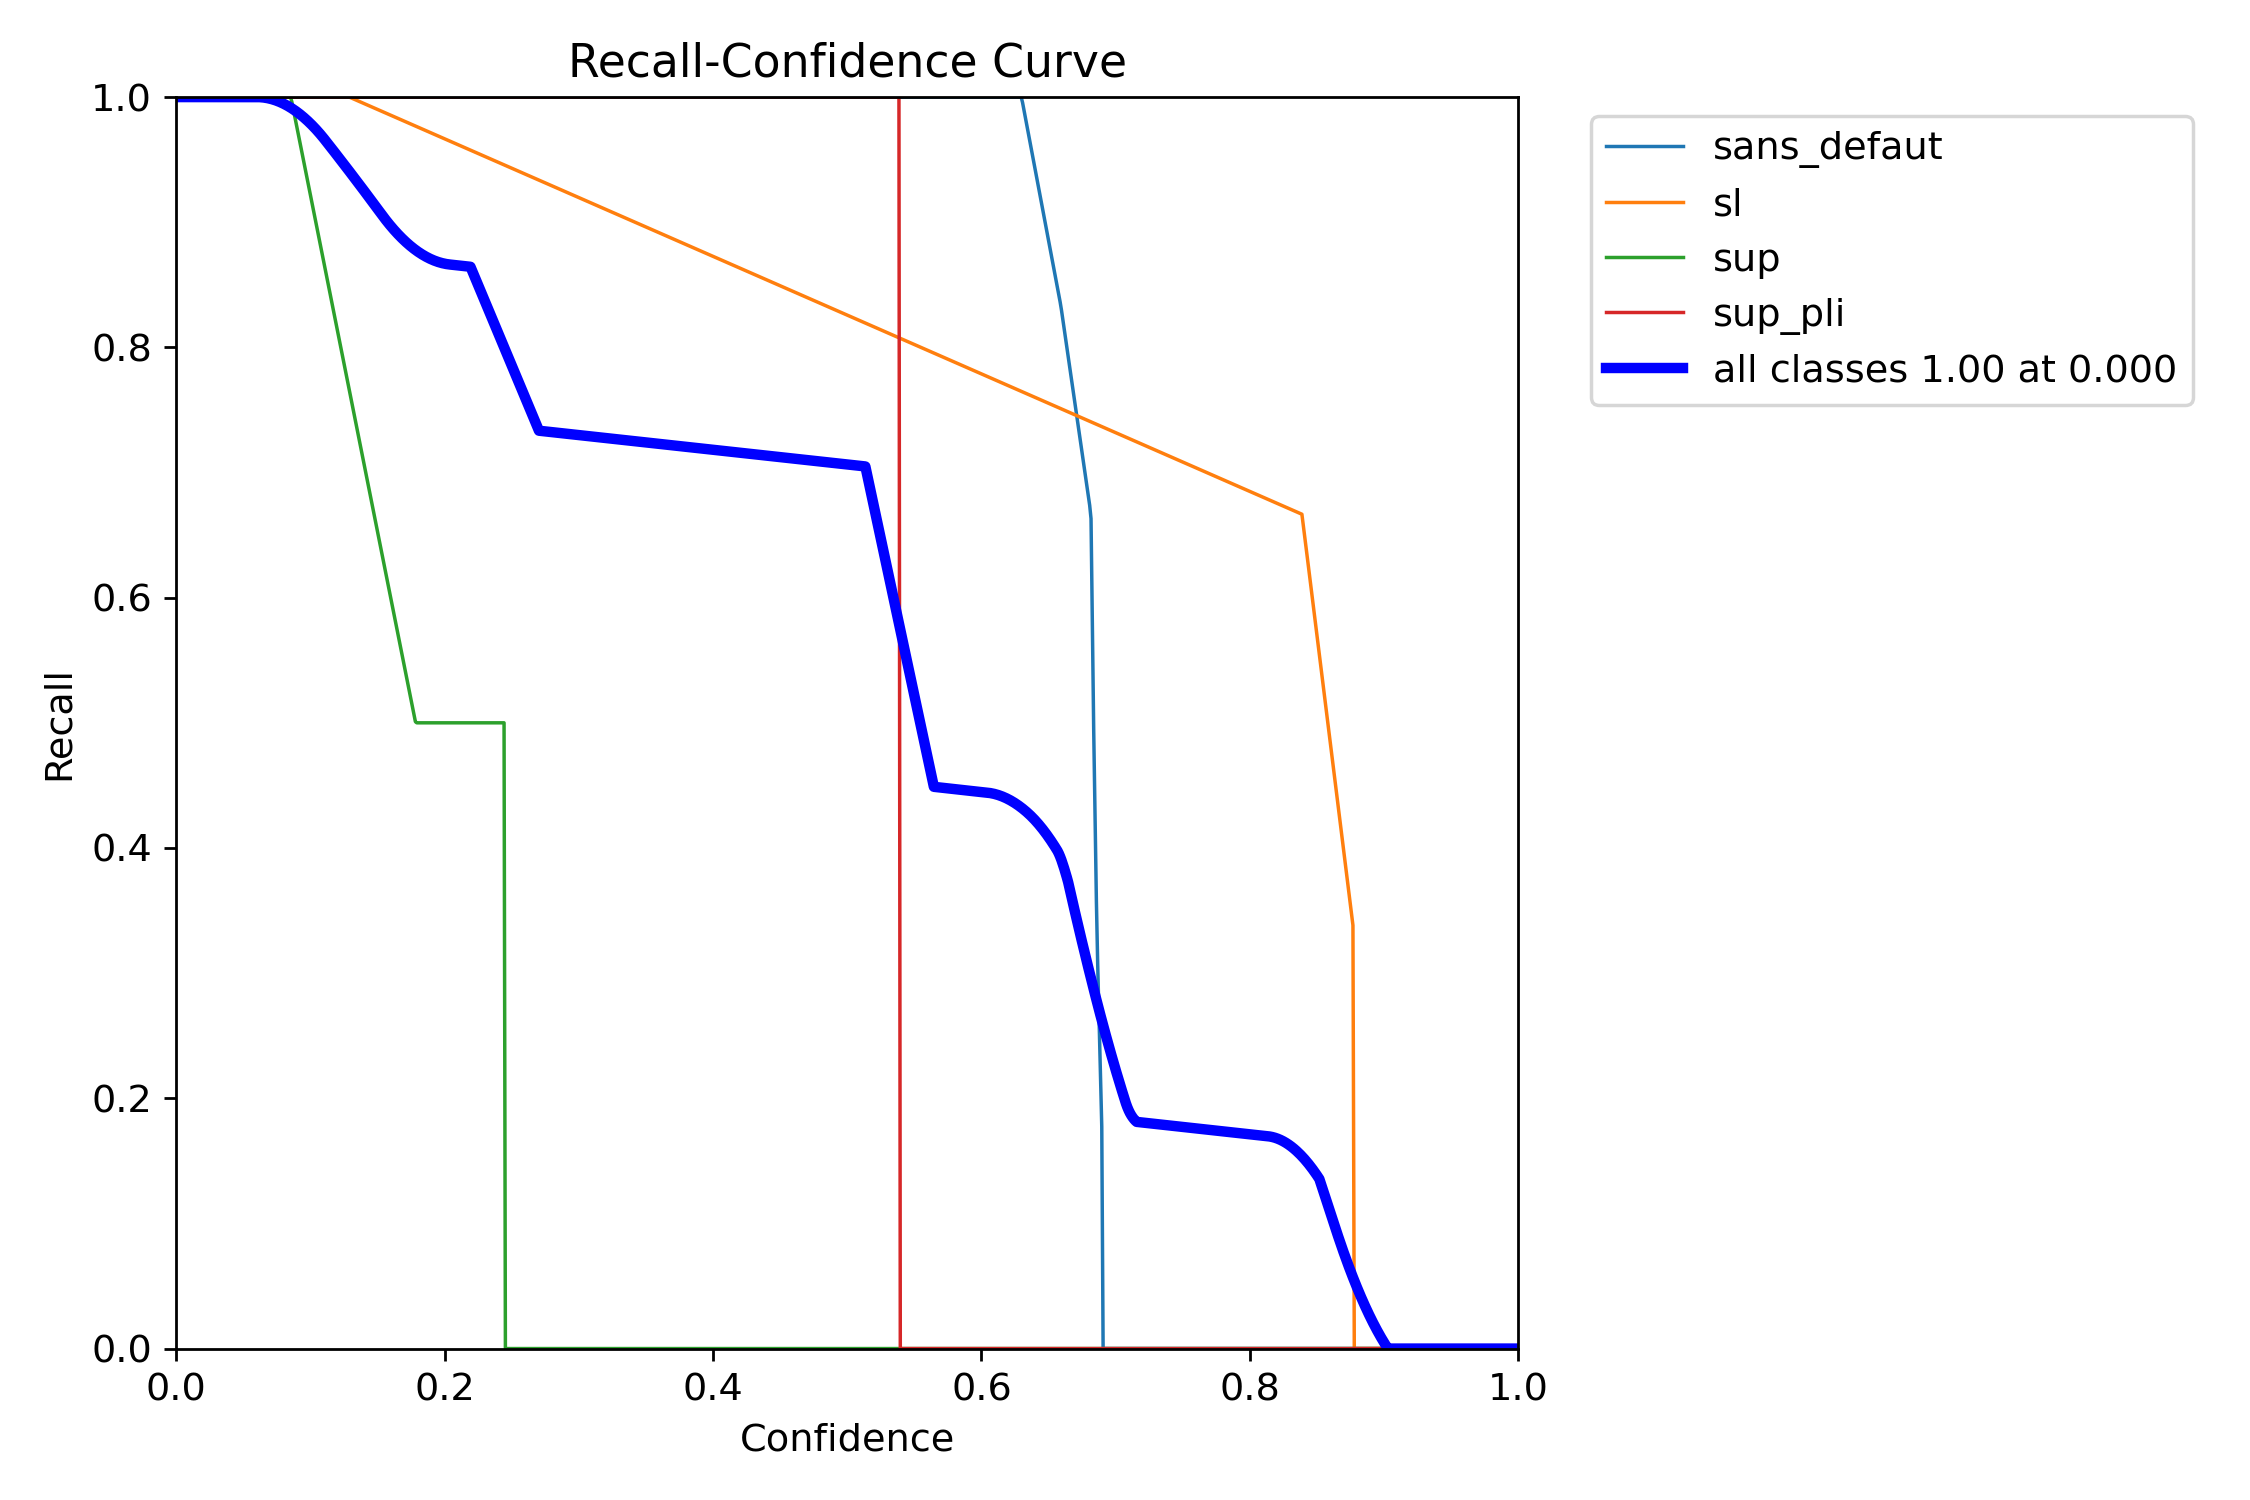 Recall-Confidence Curve
1.0
0.8
0.6
0.4
0.2
0.0
Recall
0.0 0.2 0.4 0.6 0.8 1.0
Confidence
sans_defaut
sl
sup
sup_pli
all classes 1.00 at 0.000